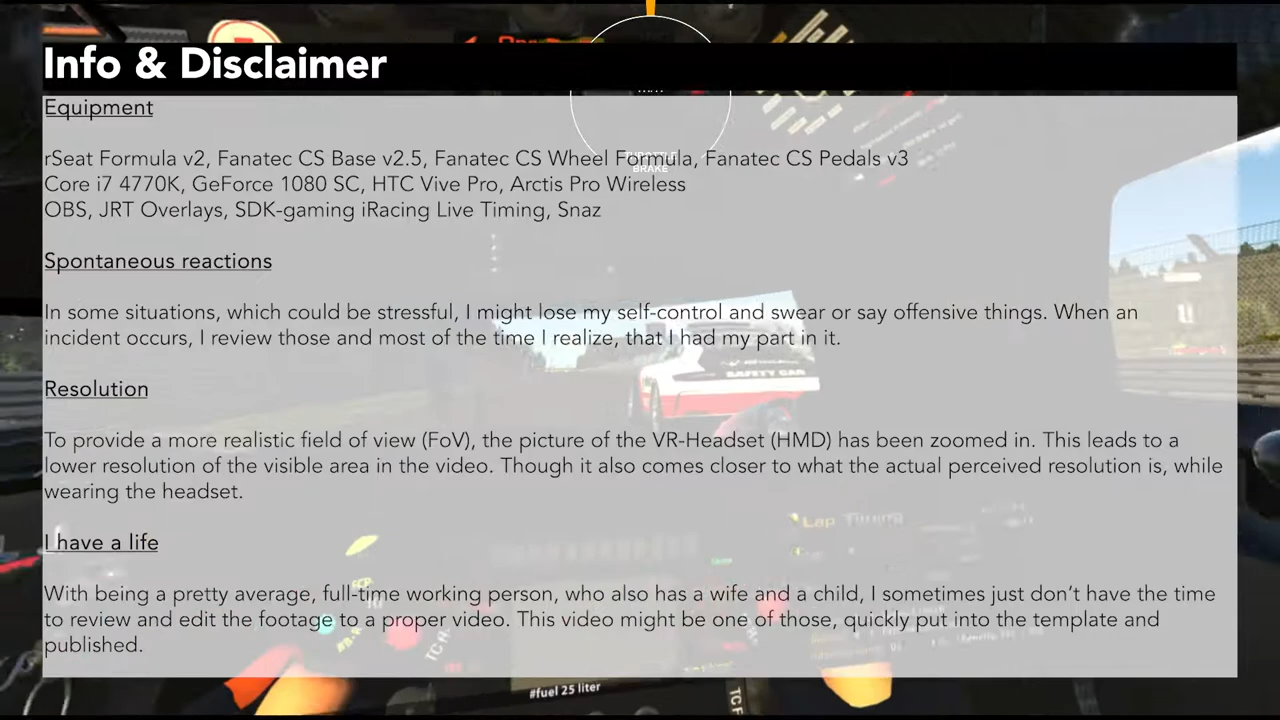 Info & Disclaimer
Equipment
rSeat Formula v2, Fanatec CS Base v2.5, Fanatec CS Wheel Formula, Fanatec CS Pedals v3
THROTTLE
BRAKE
Core i7 4770K, GeForce 1080 SC, HTC Vive Pro, Arctis Pro Wireless
OBS, JRT Overlays, SDK-gaming iRacing Live Timing, Snaz
Spontaneous reactions
In some situations, which could be stressful, I might lose my self-control and swear or say offensive things. When an
incident occurs, I review those and most of the time I realize, that I had my part in it.
SAFETY CAR
Resolution
To provide a more realistic field of view (FoV), the picture of the VR-Headset (HMD) has been zoomed in. This leads to a
lower resolution of the visible area in the video. Though it also comes closer to what the actual perceived resolution is, while
wearing the headset.
Lap Timing
I have a life
With being a pretty average, full-time working person, who also has a wife and a child, I sometimes just don’t have the time
to review and edit the footage to a proper video. This video might be one of those, quickly put into the template and
published.
#fuel 25 liter